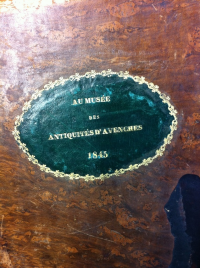 AU MUSÉE
DES
ANTIQUITÉS D'AVENCHES
1845